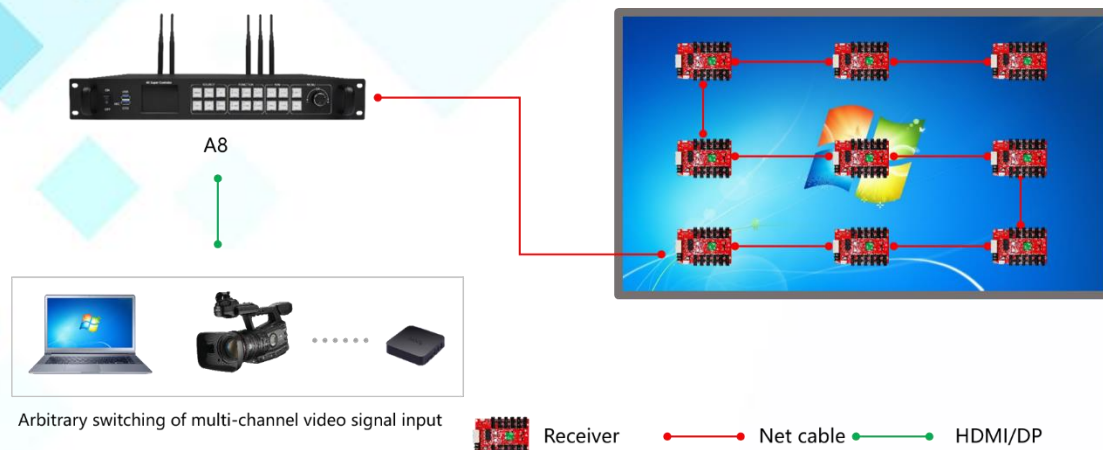 A8
Arbitrary switching of multi-channel video signal input
Receiver
Net cable
HDMI/DP